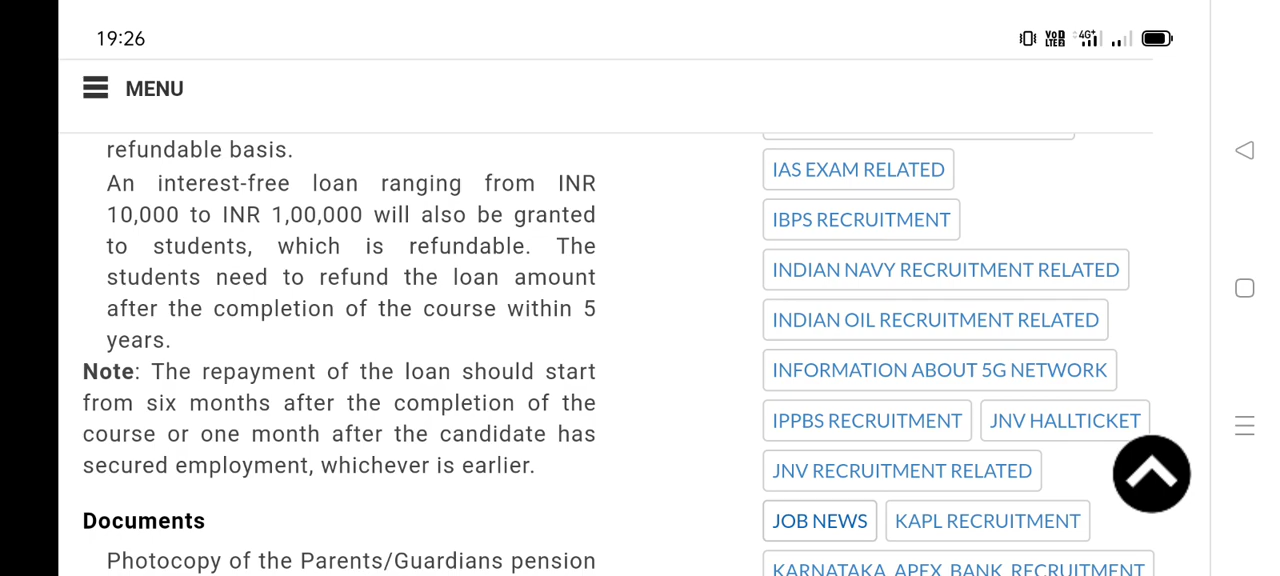 19:26
VoD LTE2 4G+
MENU
refundable basis.
An interest-free loan ranging from INR
10,000 to INR 1,00,000 will also be granted
to students, which is refundable. The
students need to refund the loan amount
after the completion of the course within 5
years.
Note: The repayment of the loan should start
from six months after the completion of the
course or one month after the candidate has
secured employment, whichever is earlier.
Documents
Photocopy of the Parents/Guardians pension
IAS EXAM RELATED
IBPS RECRUITMENT
INDIAN NAVY RECRUITMENT RELATED
INDIAN OIL RECRUITMENT RELATED
INFORMATION ABOUT 5G NETWORK
IPPBS RECRUITMENT JNV HALLTICKET
JNV RECRUITMENT RELATED
JOB NEWS KAPL RECRUITMENT
KARNATAKA APEX BANK RECRUITMENT